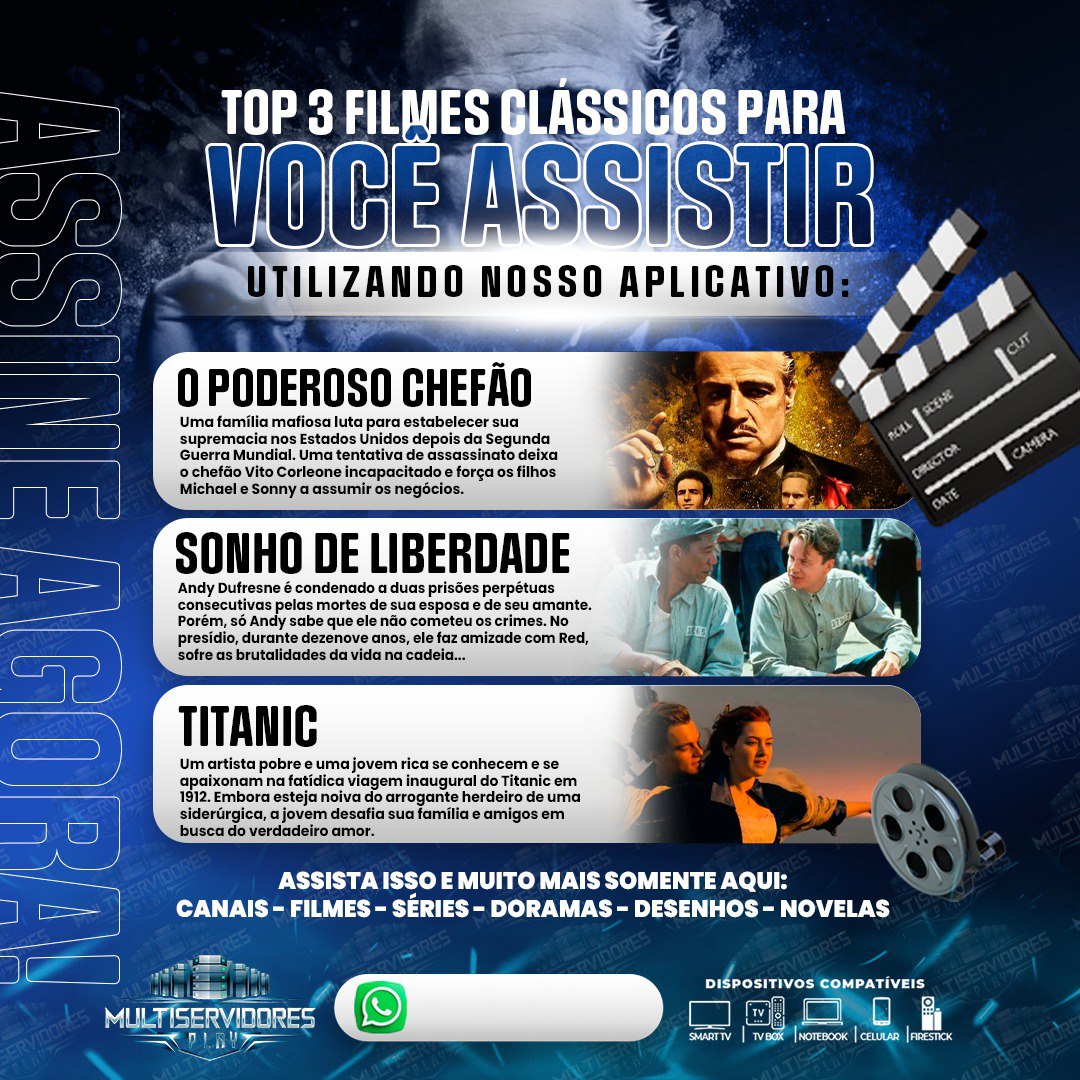 ASSINE AGORA!
TOP 3 FILMES CLÁSSICOS PARA
VOCÊ ASSISTIR
UTILIZANDO NOSSO APLICATIVO:
CUT
SCENE
ROLL
CAMERA
DIRECTOR
DATE
O PODEROSO CHEFÃO
Uma família mafiosa luta para estabelecer sua
supremacia nos Estados Unidos depois da Segunda
Guerra Mundial. Uma tentativa de assassinato deixa
o chefão Vito Corleone incapacitado e força os filhos
Michael e Sonny a assumir os negócios.
SONHO DE LIBERDADE
Andy Dufresne é condenado a duas prisões perpétuas
consecutivas pelas mortes de sua esposa e de seu amante.
Porém, só Andy sabe que ele não cometeu os crimes. No
presídio, durante dezenove anos, ele faz amizade com Red,
sofre as brutalidades da vida na cadeia...
TITANIC
Um artista pobre e uma jovem rica se conhecem e se
apaixonam na fatídica viagem inaugural do Titanic em
1912. Embora esteja noiva do arrogante herdeiro de uma
siderúrgica, a jovem desafia sua família e amigos em
busca do verdadeiro amor.
ASSISTA ISSO E MUITO MAIS SOMENTE AQUI:
CANAIS - FILMES - SÉRIES - DORAMAS - DESENHOS - NOVELAS
MULTISERVIDORES
PLAY
DISPOSITIVOS COMPATÍVEIS
TV
SMART TV | TV BOX | NOTEBOOK | CELULAR | FIRESTICK